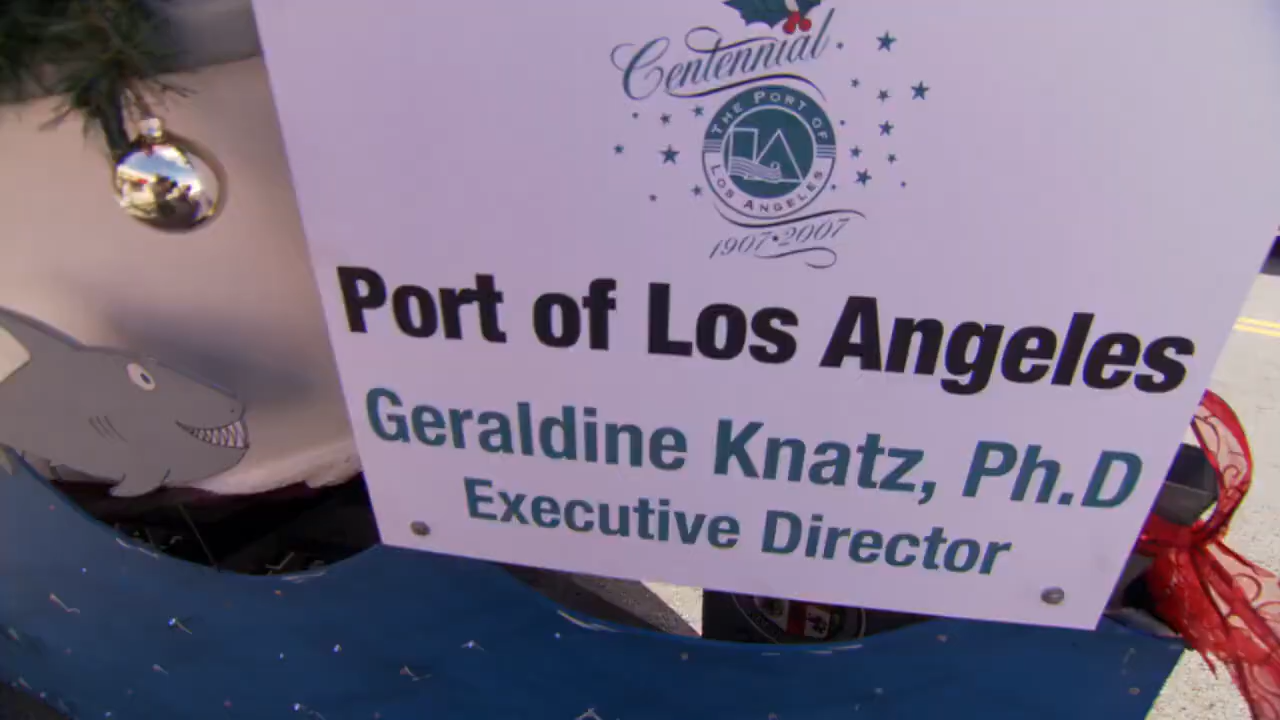 Centennial
THE PORT OF
LA
LOS ANGELES
1907•2007
Port of Los Angeles
Geraldine Knatz, Ph.D
Executive Director